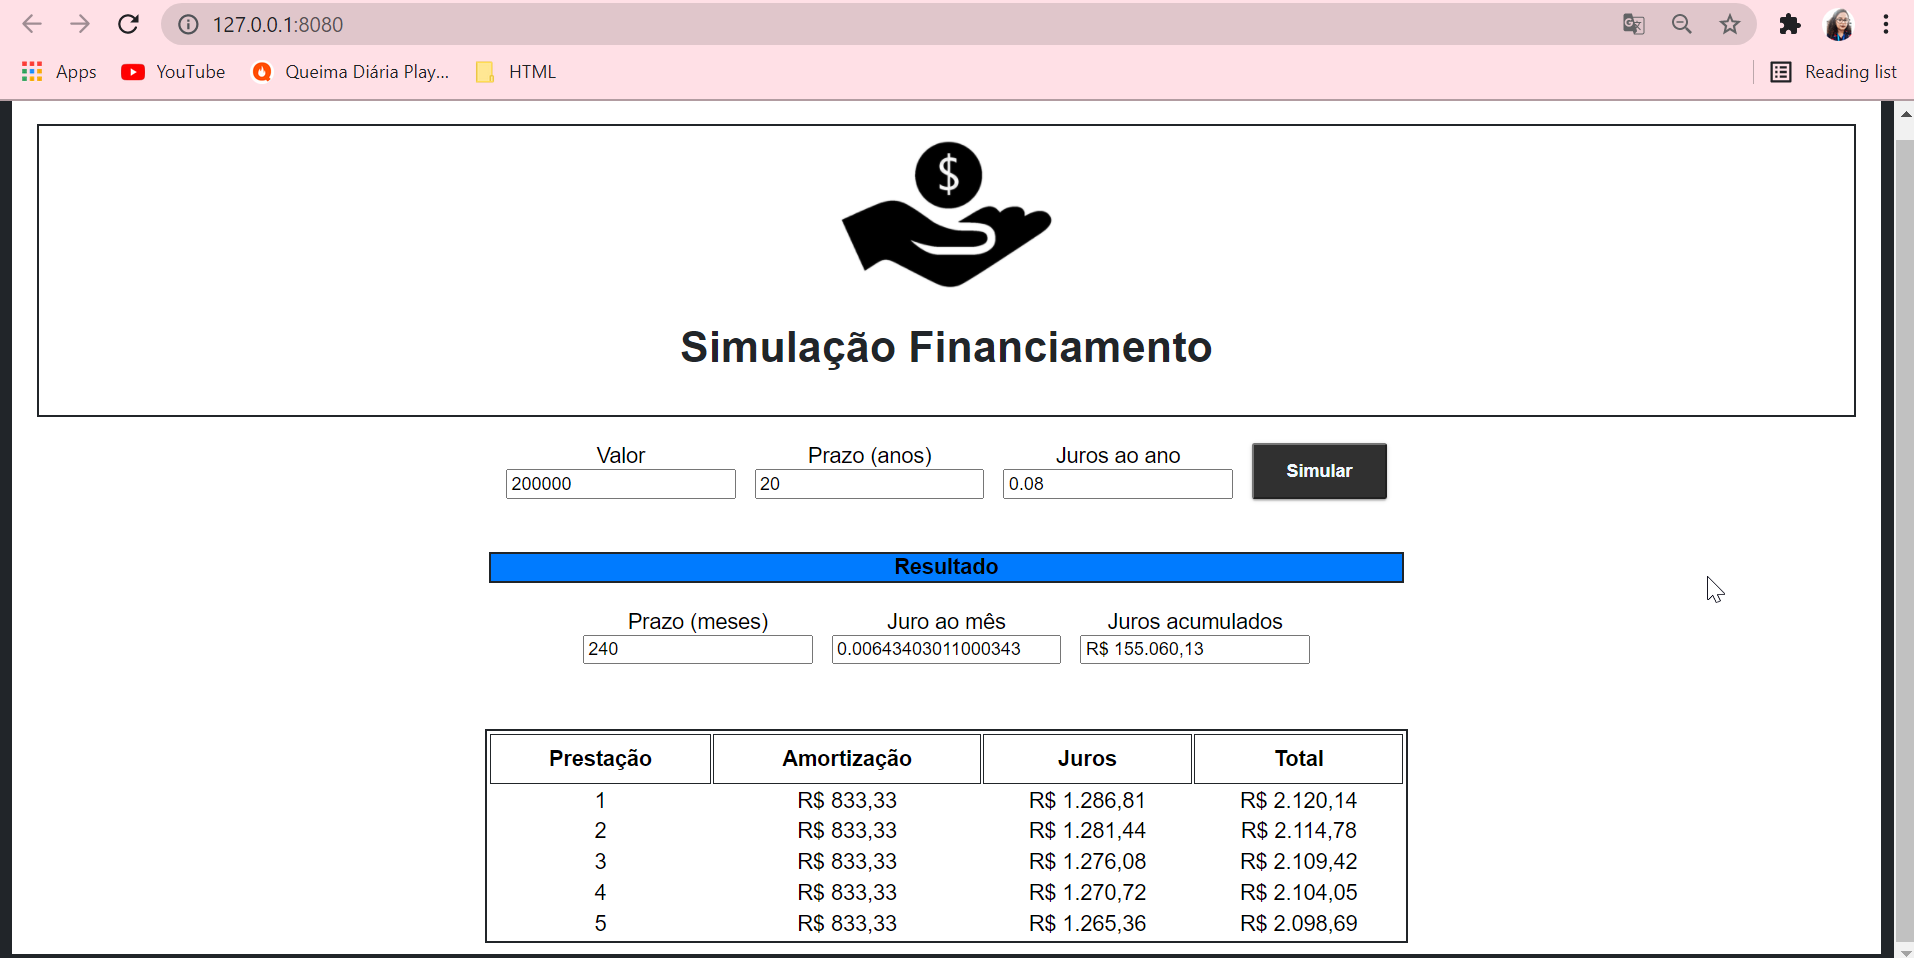 127.0.0.1:8080
Apps YouTube Queima Diária Play... HTML Reading list
$
Simulação Financiamento
Valor Prazo (anos) Juros ao ano
200000 20 0.08 Simular
Resultado
Prazo (meses) Juro ao mês Juros acumulados
240 0.00643403011000343 R$ 155.060,13
Prestação Amortização Juros Total
1 R$ 833,33 R$ 1.286,81 R$ 2.120,14
2 R$ 833,33 R$ 1.281,44 R$ 2.114,78
3 R$ 833,33 R$ 1.276,08 R$ 2.109,42
4 R$ 833,33 R$ 1.270,72 R$ 2.104,05
5 R$ 833,33 R$ 1.265,36 R$ 2.098,69